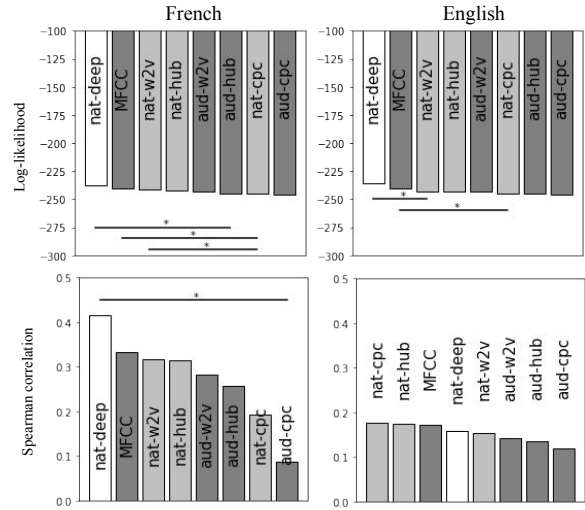 French
English
Log-likelihood
−100
−125
−150
−175
−200
−225
−250
−275
−300
nat-deep
MFCC
nat-w2v
nat-hub
aud-w2v
aud-hub
nat-cpc
aud-cpc
*
*
*
−100
−125
−150
−175
−200
−225
−250
−275
−300
nat-deep
MFCC
nat-w2v
nat-hub
aud-w2v
nat-cpc
aud-hub
aud-cpc
*
*
Spearman correlation
0.5
0.4
0.3
0.2
0.1
0.0
nat-deep
MFCC
nat-w2v
nat-hub
aud-w2v
aud-hub
nat-cpc
aud-cpc
*
0.5
0.4
0.3
0.2
0.1
0.0
nat-cpc
nat-hub
MFCC
nat-deep
nat-w2v
aud-w2v
aud-hub
aud-cpc